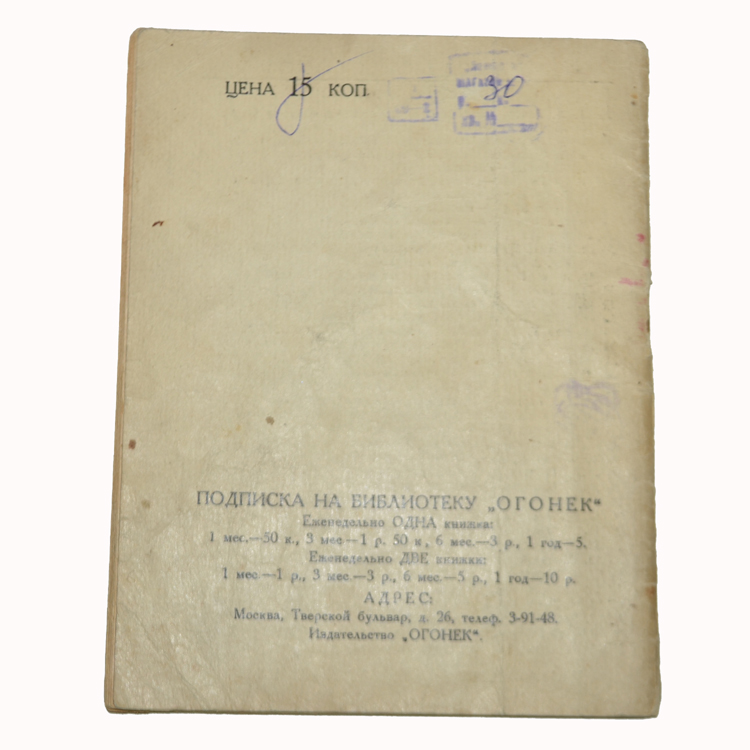 ЦЕНА 15 КОП
30
ПОДПИСКА НА БИБЛИОТЕКУ „ОГОНЕК“
Еженедельно ОДНА книжка:
1 мес.—50 к., 3 мес—1 р. 50 к, 6 мес.—3 р., 1 год—5.
Еженедельно ДВЕ книжки:
1 мес—1 р., 3 мес.—3 р., 6 мес.—5 р., 1 год—10 р.
АДРЕС:
Москва, Тверской бульвар, д. 26, телеф. 3-91-48.
Издательство „ОГОНЕК“.